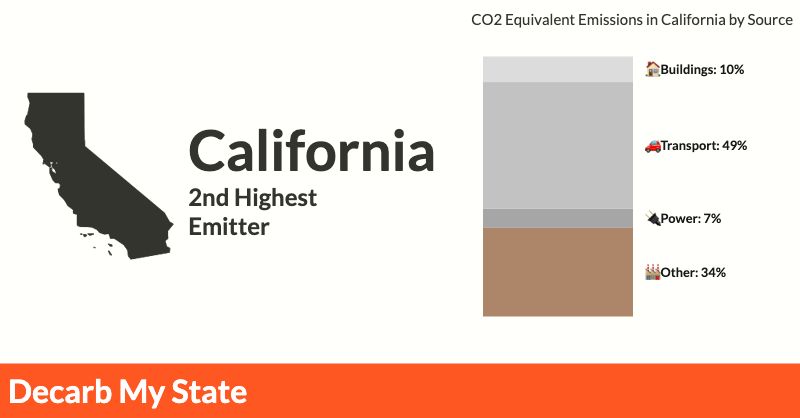 CO2 Equivalent Emissions in California by Source
California
2nd Highest
Emitter
Buildings: 10%
Transport: 49%
Power: 7%
Other: 34%
Decarb My State